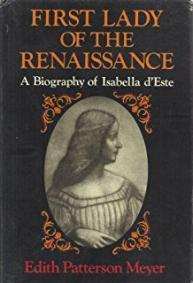 FIRST LADY
OF THE
RENAISSANCE
A Biography of Isabella d'Este
Edith Patterson Meyer